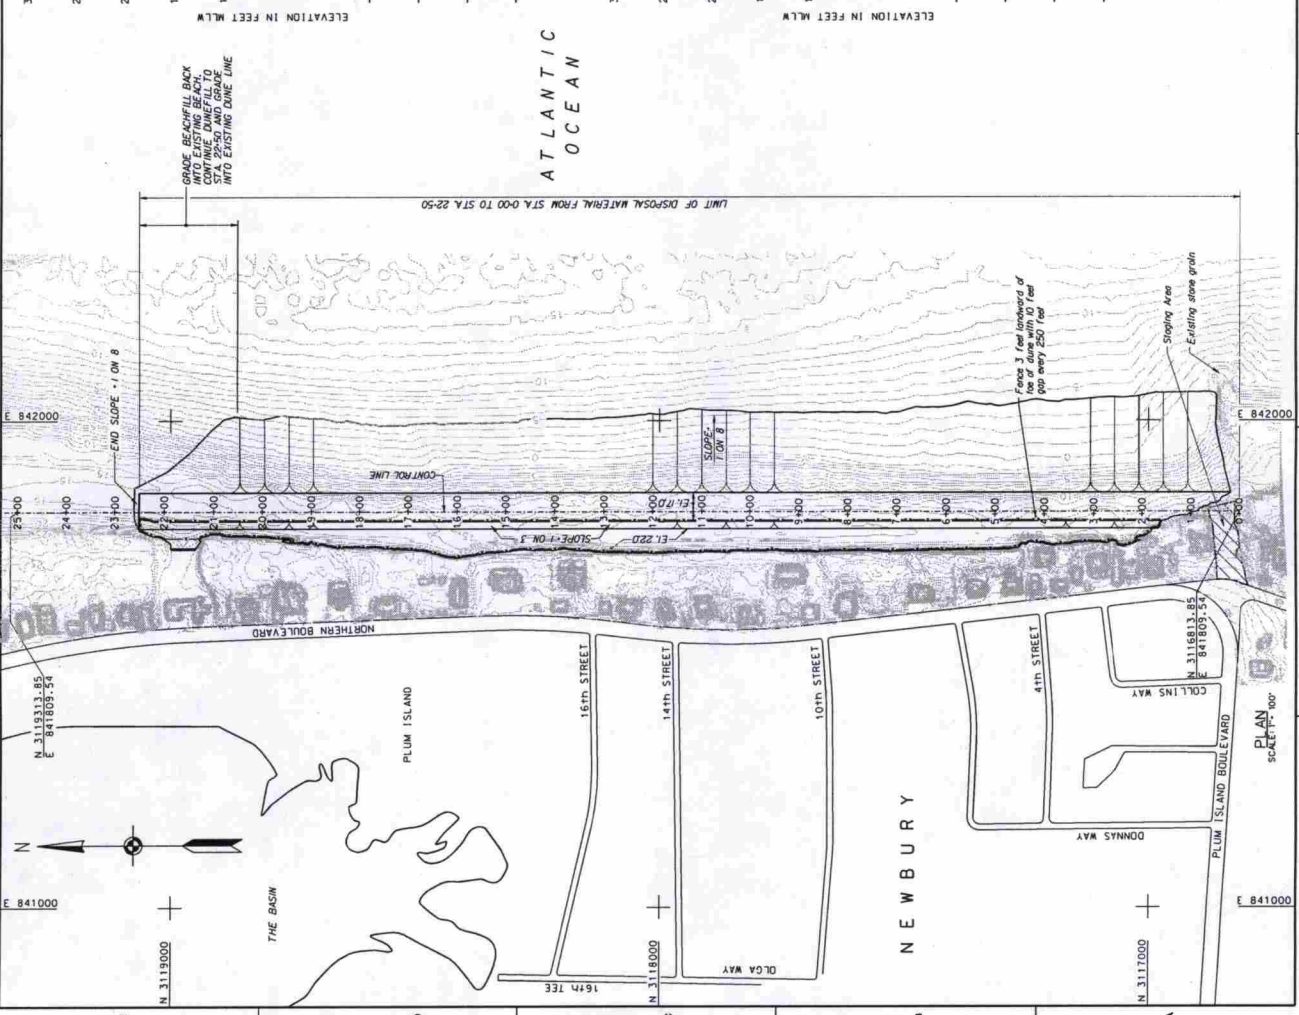 ELEVATION IN FEET MLLW
ELEVATION IN FEET MLLW
GRADE BEACHFILL BACK
INTO EXISTING BEACH.
CONTINUE DUNEFILL TO
STA. 22+50 AND GRADE
INTO EXISTING DUNE LINE
ATLANTIC
OCEAN
LIMIT OF DISPOSAL MATERIAL FROM STA. 0+00 TO STA. 22+50
END SLOPE = 1 ON 8
E 842000
E 842000
Fence 3 feet landward of
toe of dune with 10 feet
gap every 250 feet
Staging Area
Existing stone groin
SLOPE=
1 ON 8
CONTROL LINE
25+00
24+00
23+00
22+00
21+00
20+00
19+00
18+00
17+00
16+00
15+00
14+00
13+00
12+00
11+00
10+00
9+00
8+00
7+00
6+00
5+00
4+00
3+00
2+00
1+00
0+00
EL 17.0
SLOPE=1 ON 3
EL 22.0
NORTHERN BOULEVARD
N 3119313.85
E 841809.54
N 3116813.85
E 841809.54
PLUM ISLAND
16th STREET
14th STREET
10th STREET
4th STREET
COLLINS WAY
DONNAS WAY
PLUM ISLAND BOULEVARD
PLAN
SCALE: 1"= 100'
N
NEWBURY
THE BASIN
E 841000
E 841000
N 3119000
N 3118000
N 3117000
16th TEE
OLGA WAY